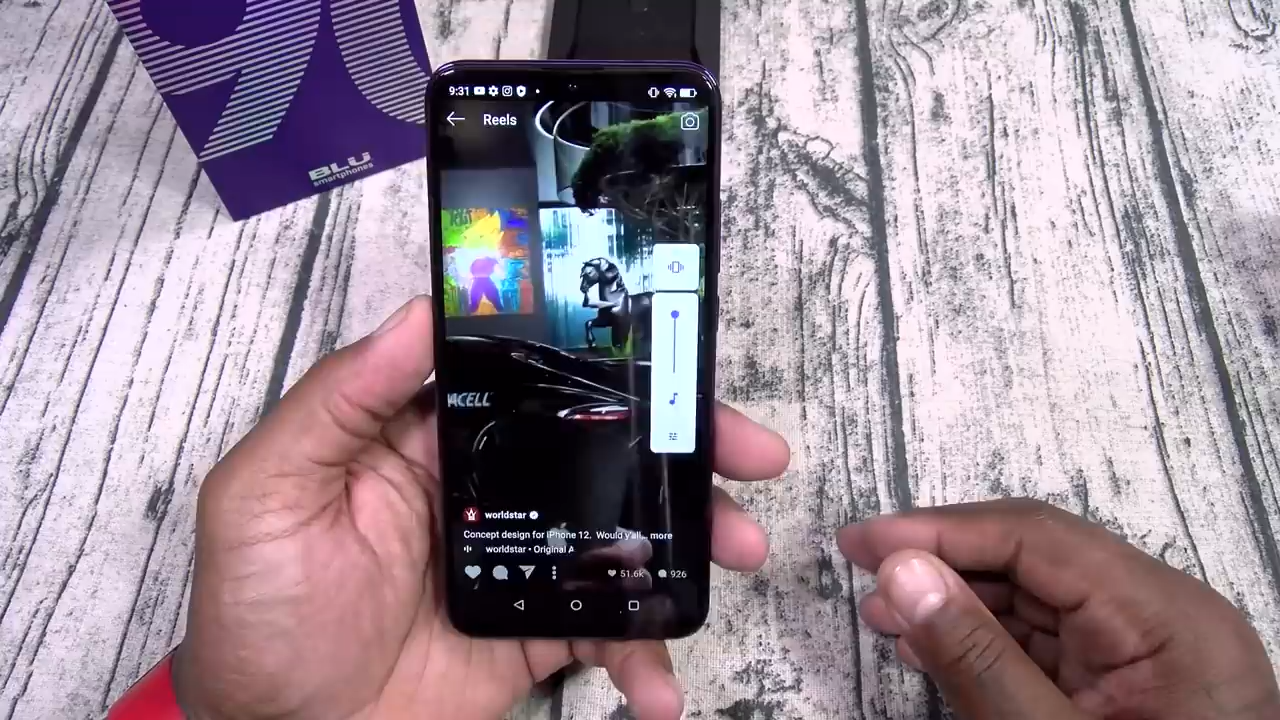 90
BLU
smartphones
9:31
Reels
ACELL
worldstar
Concept design for iPhone 12. Would y'all... more
worldstar • Original A
51.6k 926